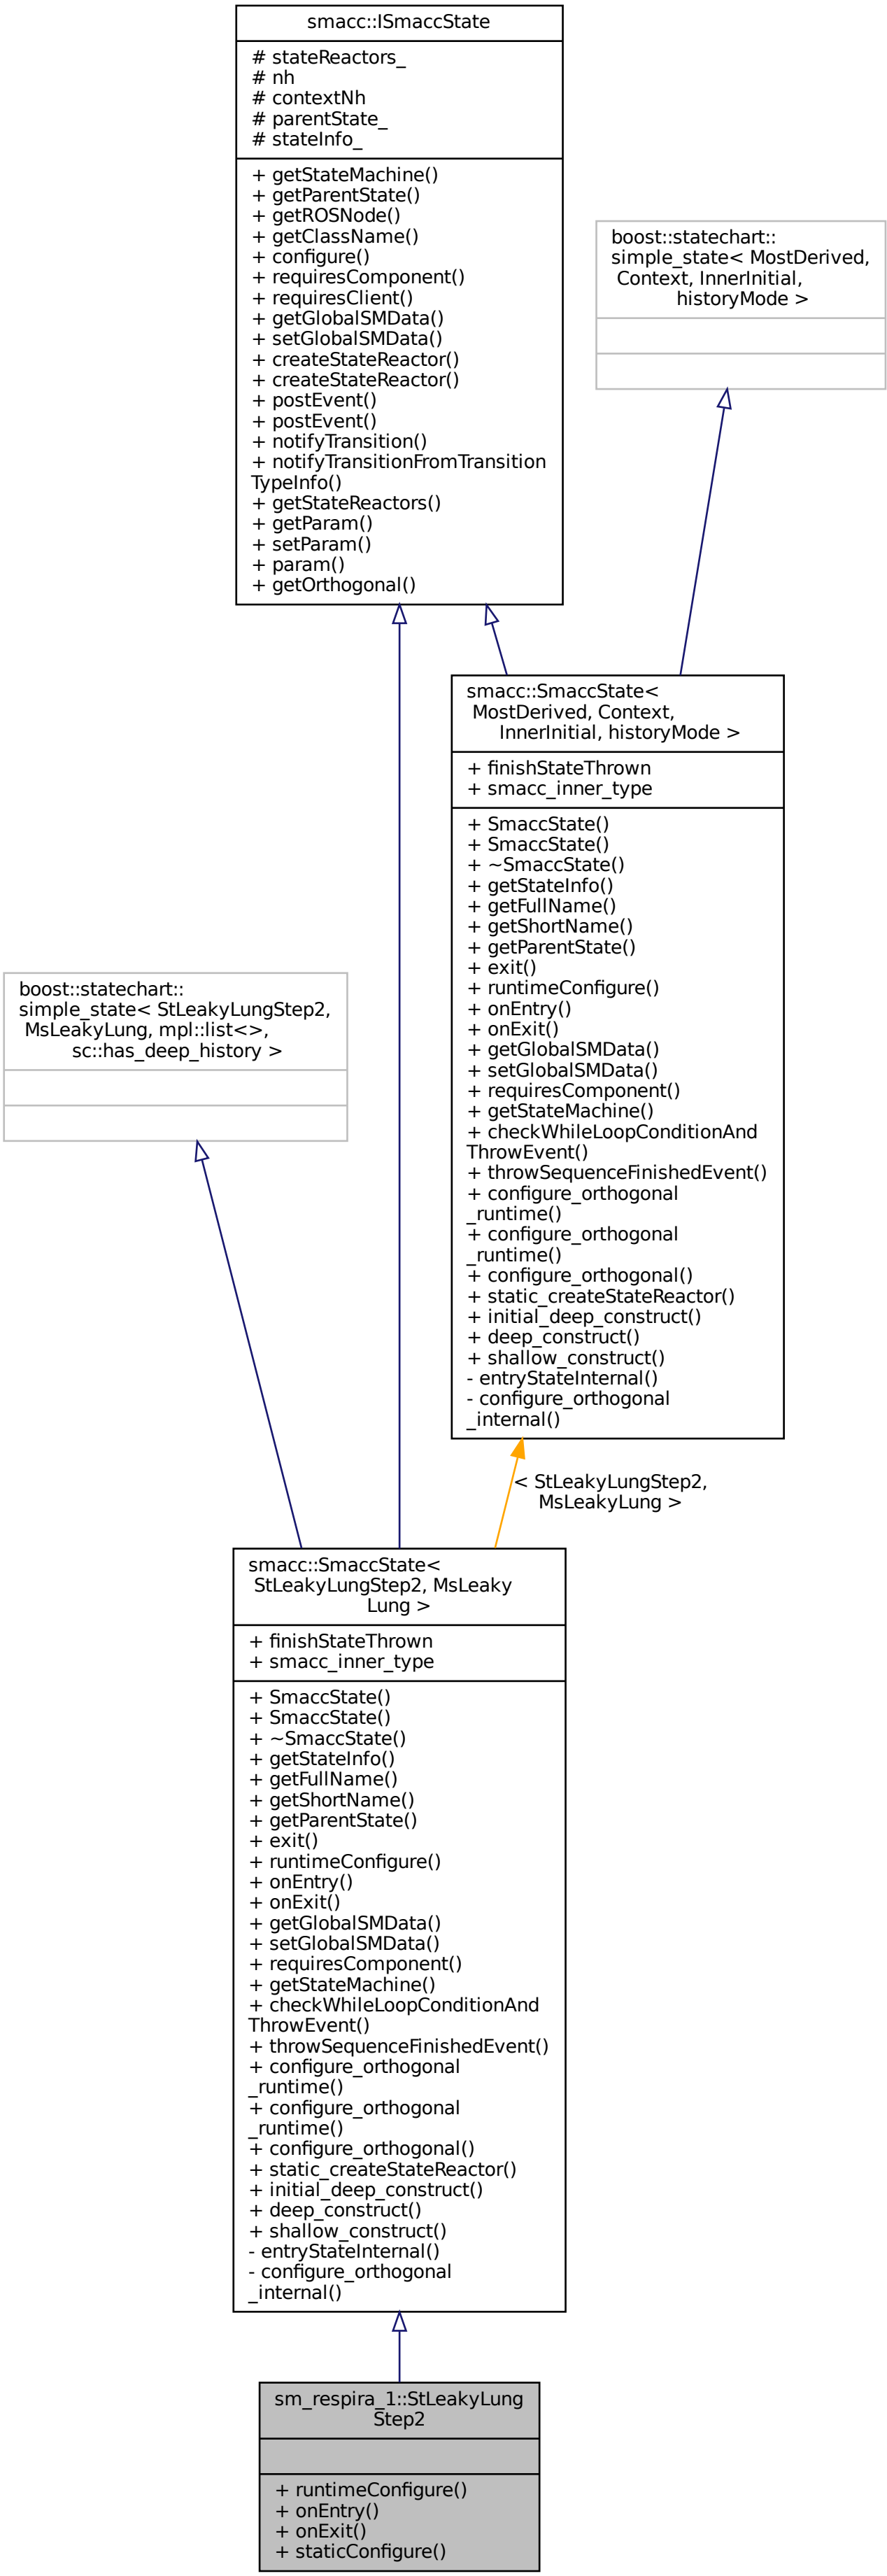 smacc::ISmaccState
# stateReactors_
# nh
# contextNh
# parentState_
# stateInfo_
+ getStateMachine()
+ getParentState()
+ getROSNode()
+ getClassName()
+ configure()
+ requiresComponent()
+ requiresClient()
+ getGlobalSMData()
+ setGlobalSMData()
+ createStateReactor()
+ createStateReactor()
+ postEvent()
+ postEvent()
+ notifyTransition()
+ notifyTransitionFromTransition
TypeInfo()
+ getStateReactors()
+ getParam()
+ setParam()
+ param()
+ getOrthogonal()
boost::statechart::
simple_state< MostDerived,
Context, InnerInitial,
historyMode >
smacc::SmaccState<
MostDerived, Context,
InnerInitial, historyMode >
+ finishStateThrown
+ smacc_inner_type
+ SmaccState()
+ SmaccState()
+ ~SmaccState()
+ getStateInfo()
+ getFullName()
+ getShortName()
+ getParentState()
+ exit()
+ runtimeConfigure()
+ onEntry()
+ onExit()
+ getGlobalSMData()
+ setGlobalSMData()
+ requiresComponent()
+ getStateMachine()
+ checkWhileLoopConditionAnd
ThrowEvent()
+ throwSequenceFinishedEvent()
+ configure_orthogonal
_runtime()
+ configure_orthogonal
_runtime()
+ configure_orthogonal()
+ static_createStateReactor()
+ initial_deep_construct()
+ deep_construct()
+ shallow_construct()
- entryStateInternal()
- configure_orthogonal
_internal()
boost::statechart::
simple_state< StLeakyLungStep2,
MsLeakyLung, mpl::list<>,
sc::has_deep_history >
< StLeakyLungStep2,
MsLeakyLung >
smacc::SmaccState<
StLeakyLungStep2, MsLeaky
Lung >
+ finishStateThrown
+ smacc_inner_type
+ SmaccState()
+ SmaccState()
+ ~SmaccState()
+ getStateInfo()
+ getFullName()
+ getShortName()
+ getParentState()
+ exit()
+ runtimeConfigure()
+ onEntry()
+ onExit()
+ getGlobalSMData()
+ setGlobalSMData()
+ requiresComponent()
+ getStateMachine()
+ checkWhileLoopConditionAnd
ThrowEvent()
+ throwSequenceFinishedEvent()
+ configure_orthogonal
_runtime()
+ configure_orthogonal
_runtime()
+ configure_orthogonal()
+ static_createStateReactor()
+ initial_deep_construct()
+ deep_construct()
+ shallow_construct()
- entryStateInternal()
- configure_orthogonal
_internal()
sm_respira_1::StLeakyLung
Step2
+ runtimeConfigure()
+ onEntry()
+ onExit()
+ staticConfigure()